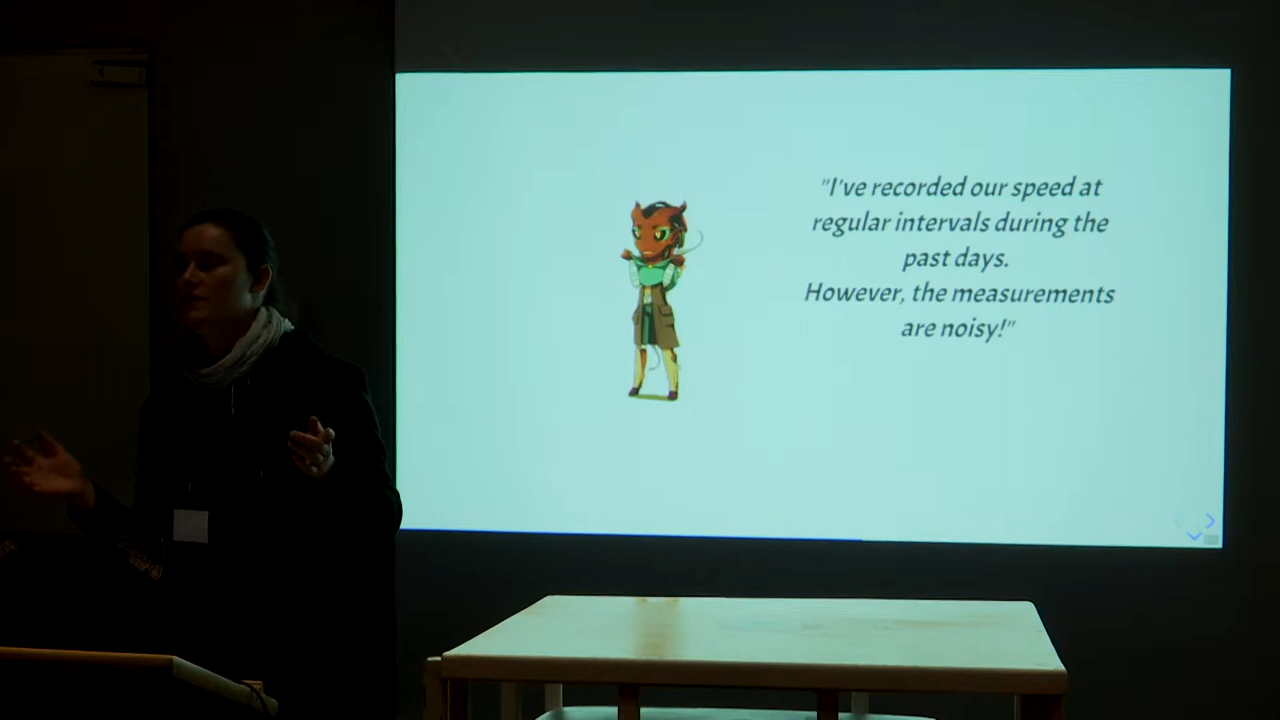 "I've recorded our speed at
regular intervals during the
past days.
However, the measurements
are noisy!"